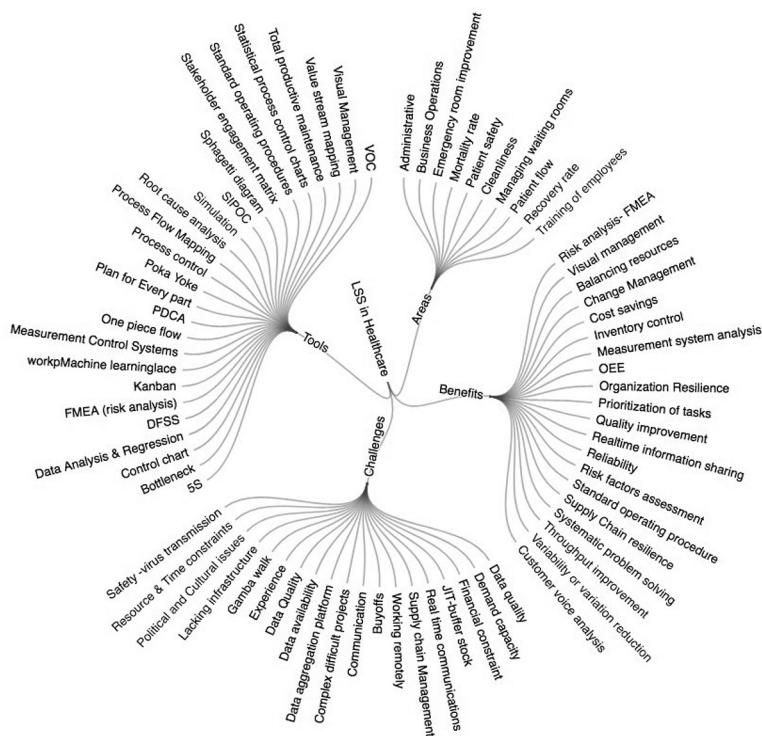 LSS in Healthcare
Areas
Administrative
Business Operations
Emergency room improvement
Mortality rate
Patient safety
Cleanliness
Managing waiting rooms
Patient flow
Recovery rate
Training of employees
Benefits
Risk analysis- FMEA
Visual management
Balancing resources
Change Management
Cost savings
Inventory control
Measurement system analysis
OEE
Organization Resilience
Prioritization of tasks
Quality improvement
Realtime information sharing
Reliability
Risk factors assessment
Standard operating procedure
Supply Chain resilience
Systematic problem solving
Throughput improvement
Variability or variation reduction
Customer voice analysis
Challenges
Data quality
Demand capacity
Financial constraint
JIT-buffer stock
Real time communications
Supply chain Management
Working remotely
Buyoffs
Communication
Complex difficult projects
Data aggregation platform
Data availability
Data Quality
Experience
Gamba walk
Lacking infrastructure
Political and Cultural issues
Resource & Time constraints
Safety -virus transmission
Tools
5S
Bottleneck
Control chart
Data Analysis & Regression
DFSS
FMEA (risk analysis)
Kanban
workpMachine learninglace
Measurement Control Systems
One piece flow
PDCA
Plan for Every part
Poka Yoke
Process control
Process Flow Mapping
Root cause analysis
Simulation
SIPOC
Sphagetti diagram
Stakeholder engagement matrix
Standard operating procedures
Statistical process control charts
Total productive maintenance
Value stream mapping
Visual Management
VOC